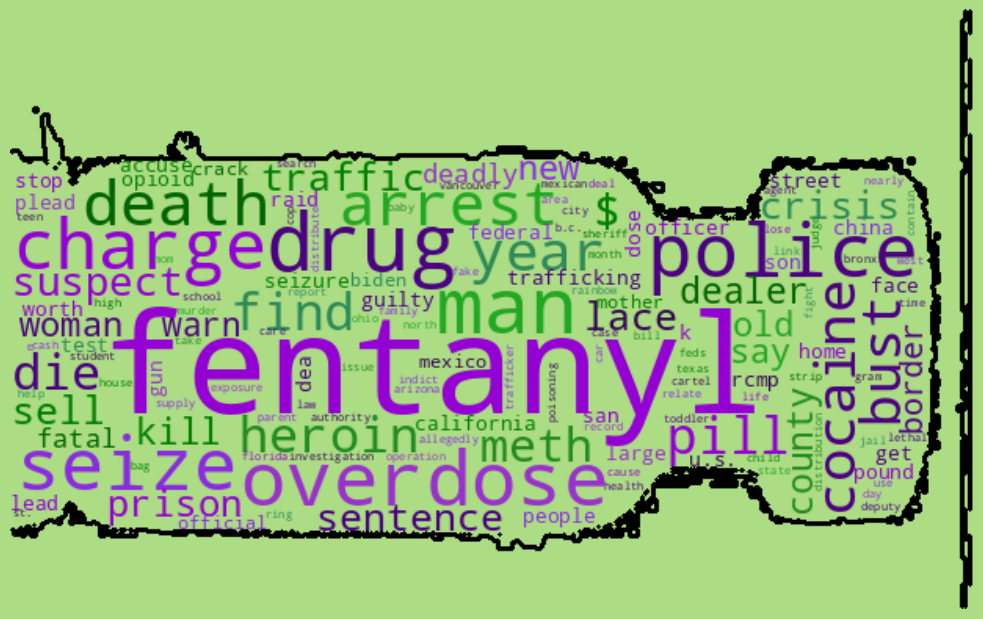 accuse crack search
opioid traffic deadly new
stop vancouver mexican deal street nearly
plead death raid arrest area $ agent crisis contain
teen cop baby city dose
charge drug federal b.c. sheriff officer lose judge china
distribute year month police link
mom fake son bronx west
suspect seizure biden trafficking face
school report rainbow dealer time
worth high murder find guilty man mother fight
woman warn family lace old border
care ohio north case bill k
cash test take fentanyl car feds say home
student issue mexico texas
die house gun dea indict trafficker poisoning cartel rcmp strip gram
help exposure arizona relate life cocaine bust
sell supply law san toddler
parent authority california record county
fatal kill heroin allegedly meth pill distribution jail lethal
seize florida investigation operation large u.s. child get
bag overdose cause state pound
health use
lead prison day
st. official ring sentence people deputy